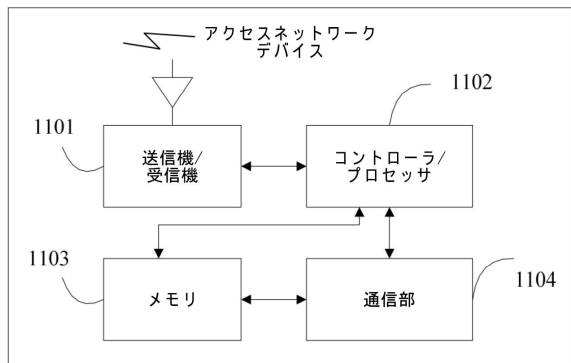 アクセスネットワーク
デバイス
1101
1102
送信機/
受信機
コントローラ/
プロセッサ
1103
メモリ
通信部
1104